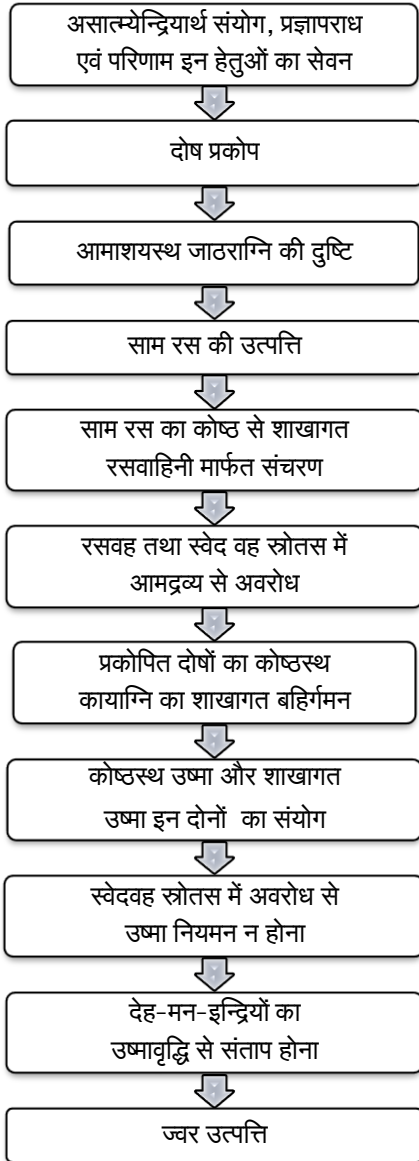 असात्म्येन्द्रियार्थ संयोग, प्रज्ञापराध
एवं परिणाम इन हेतुओं का सेवन
दोष प्रकोप
आमाशयस्थ जाठराग्नि की दुष्टि
साम रस की उत्पत्ति
साम रस का कोष्ठ से शाखागत
रसवाहिनी मार्फत संचरण
रसवह तथा स्वेद वह स्रोतस में
आमद्रव्य से अवरोध
प्रकोपित दोषों का कोष्ठस्थ
कायाग्नि का शाखागत बहिर्गमन
कोष्ठस्थ उष्मा और शाखागत
उष्मा इन दोनों का संयोग
स्वेदवह स्रोतस में अवरोध से
उष्मा नियमन न होना
देह-मन-इन्द्रियों का
उष्मावृद्धि से संताप होना
ज्वर उत्पत्ति